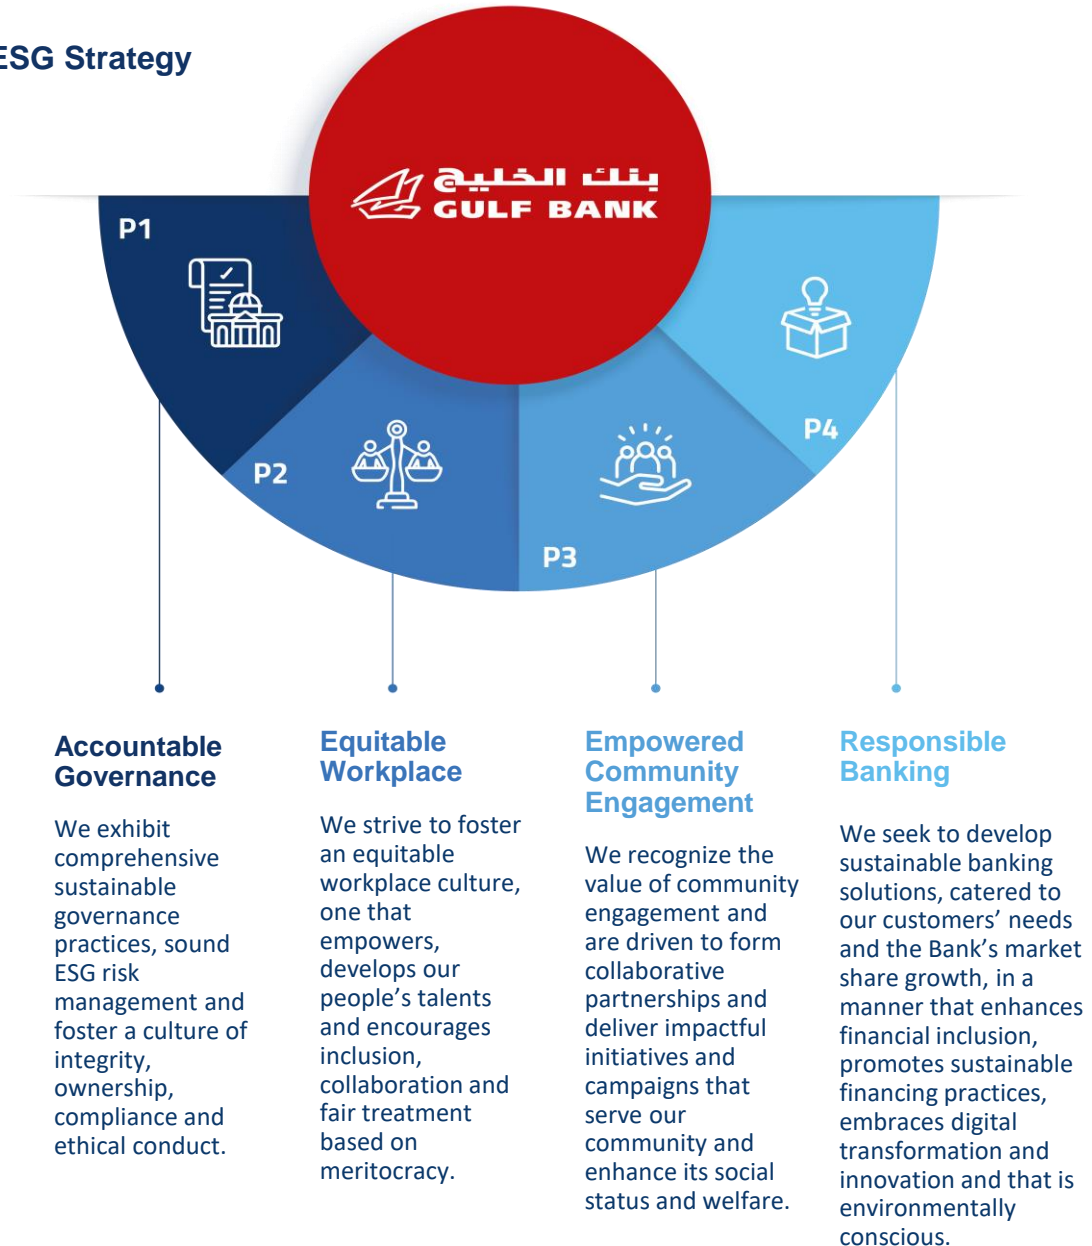 ESG Strategy
بنك الخليج
GULF BANK
P1
P2
P3
P4
Accountable
Governance
We exhibit
comprehensive
sustainable
governance
practices, sound
ESG risk
management and
foster a culture of
integrity,
ownership,
compliance and
ethical conduct.
Equitable
Workplace
We strive to foster
an equitable
workplace culture,
one that
empowers,
develops our
people’s talents
and encourages
inclusion,
collaboration and
fair treatment
based on
meritocracy.
Empowered
Community
Engagement
We recognize the
value of community
engagement and
are driven to form
collaborative
partnerships and
deliver impactful
initiatives and
campaigns that
serve our
community and
enhance its social
status and welfare.
Responsible
Banking
We seek to develop
sustainable banking
solutions, catered to
our customers’ needs
and the Bank’s market
share growth, in a
manner that enhances
financial inclusion,
promotes sustainable
financing practices,
embraces digital
transformation and
innovation and that is
environmentally
conscious.